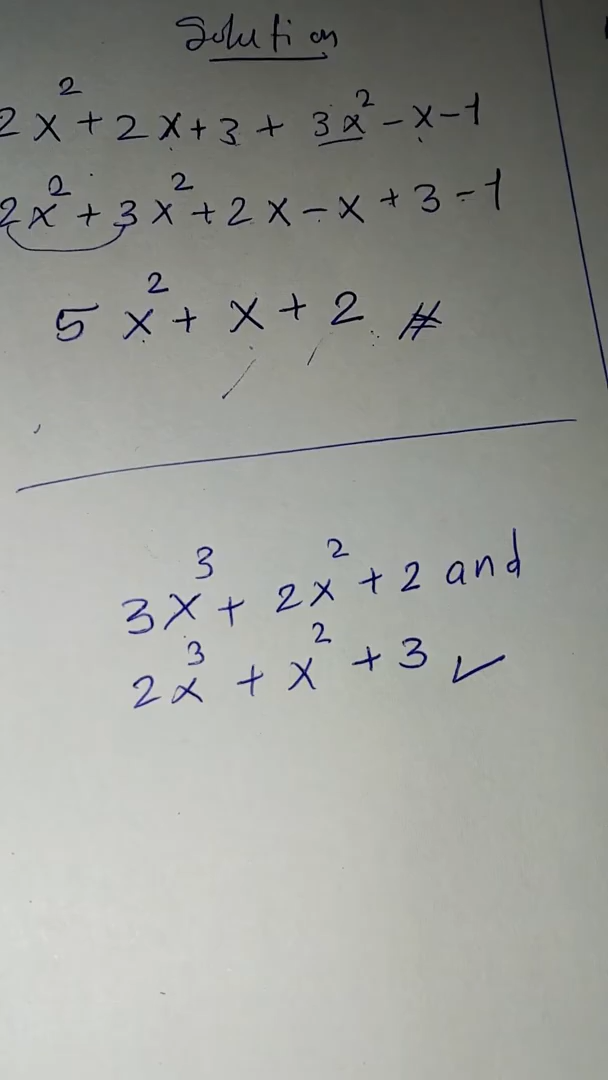 Solution
2x² + 2x + 3 + 3x² - x - 1
2x² + 3x² + 2x - x + 3 - 1
5x² + x + 2 #
3x³ + 2x² + 2 and
2x³ + x² + 3 ✓